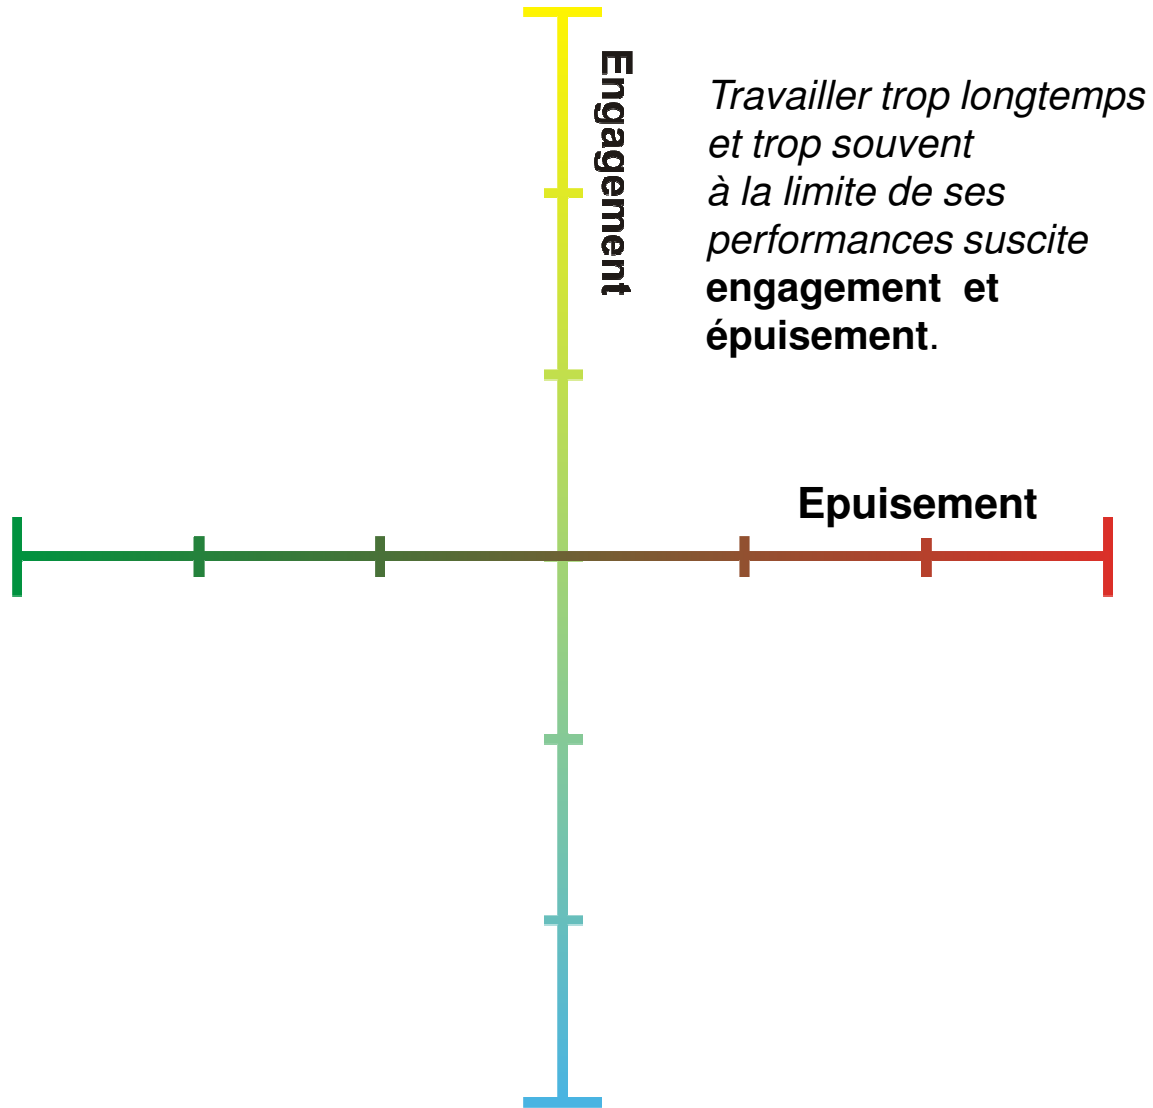 Engagement
Travailler trop longtemps
et trop souvent
à la limite de ses
performances suscite
engagement et
épuisement.
Epuisement